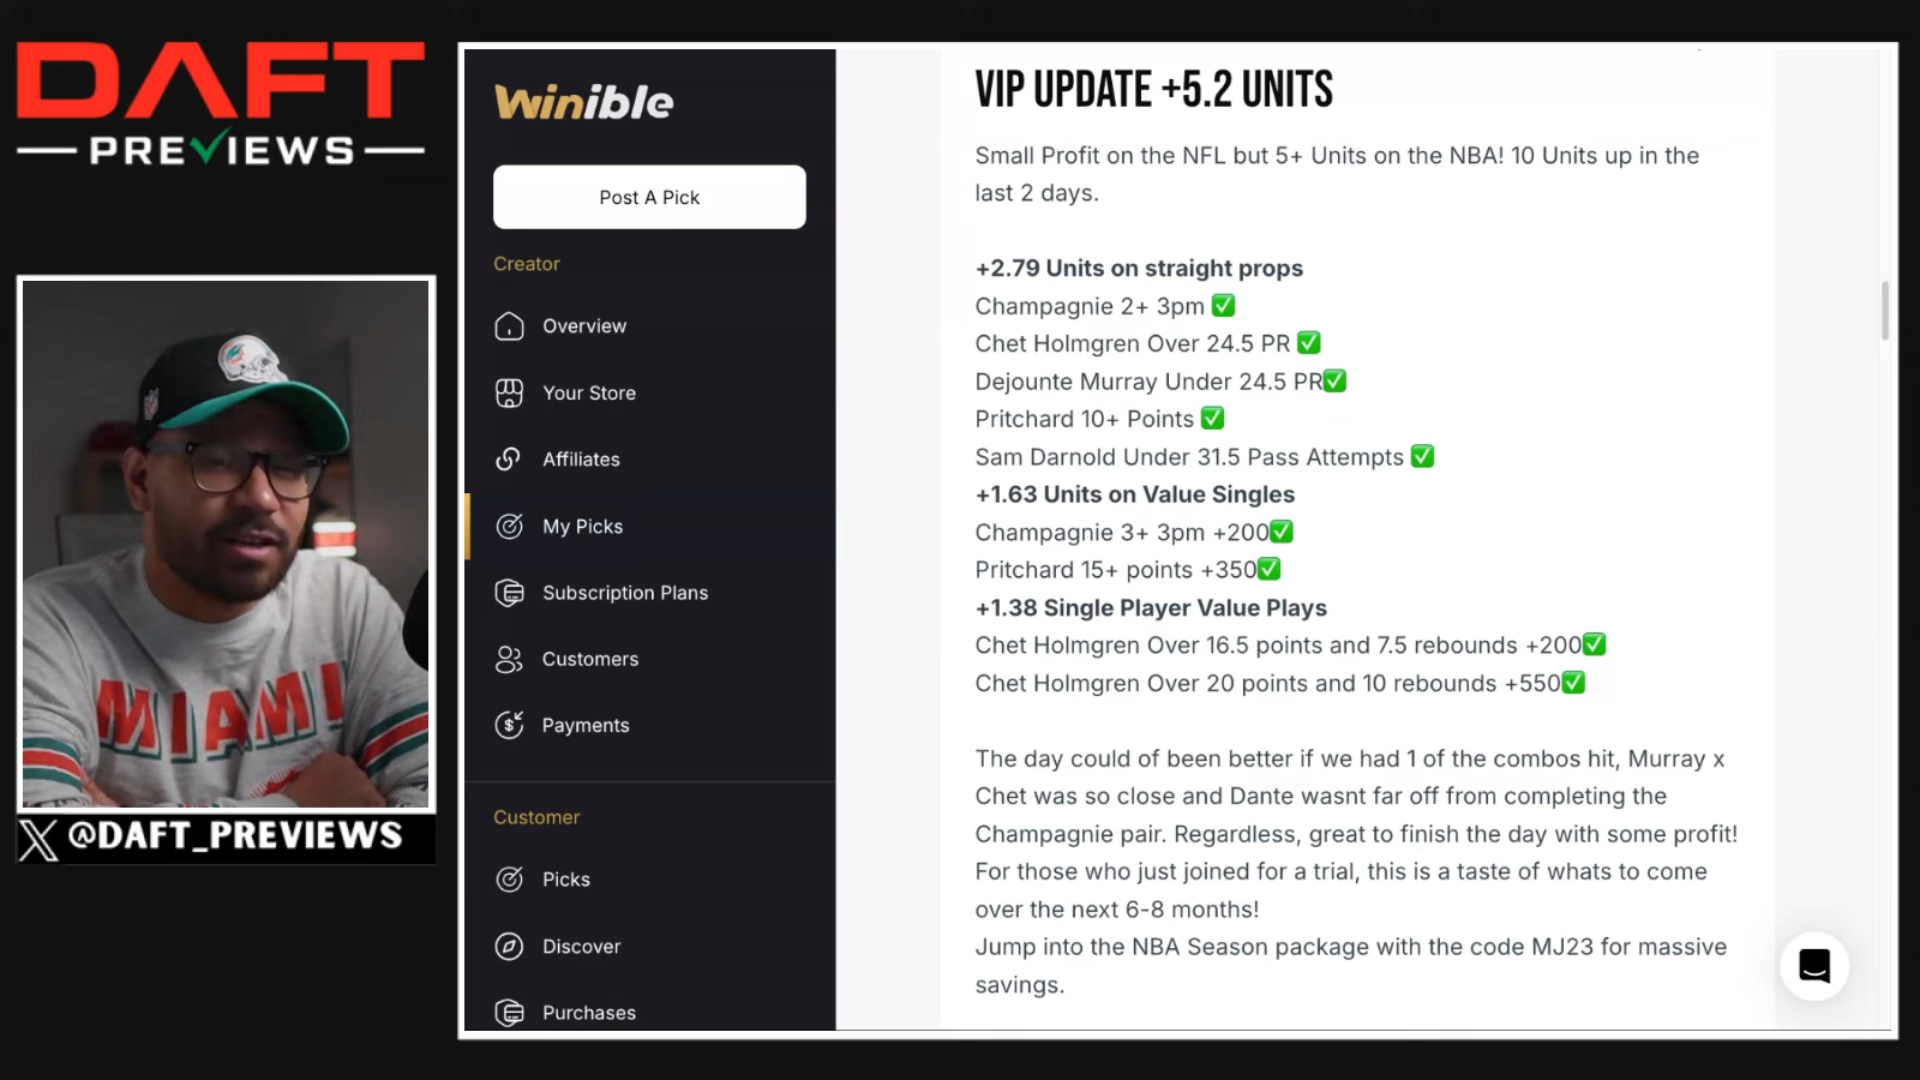 DAFT
PREVIEWS
MIAMI
X @DAFT_PREVIEWS
Winible
Post A Pick
Creator
Overview
Your Store
Affiliates
My Picks
Subscription Plans
Customers
Payments
Customer
Picks
Discover
Purchases
VIP UPDATE +5.2 UNITS
Small Profit on the NFL but 5+ Units on the NBA! 10 Units up in the
last 2 days.
+2.79 Units on straight props
Champagnie 2+ 3pm ✅
Chet Holmgren Over 24.5 PR ✅
Dejounte Murray Under 24.5 PR✅
Pritchard 10+ Points ✅
Sam Darnold Under 31.5 Pass Attempts ✅
+1.63 Units on Value Singles
Champagnie 3+ 3pm +200✅
Pritchard 15+ points +350✅
+1.38 Single Player Value Plays
Chet Holmgren Over 16.5 points and 7.5 rebounds +200✅
Chet Holmgren Over 20 points and 10 rebounds +550✅
The day could of been better if we had 1 of the combos hit, Murray x
Chet was so close and Dante wasnt far off from completing the
Champagnie pair. Regardless, great to finish the day with some profit!
For those who just joined for a trial, this is a taste of whats to come
over the next 6-8 months!
Jump into the NBA Season package with the code MJ23 for massive
savings.